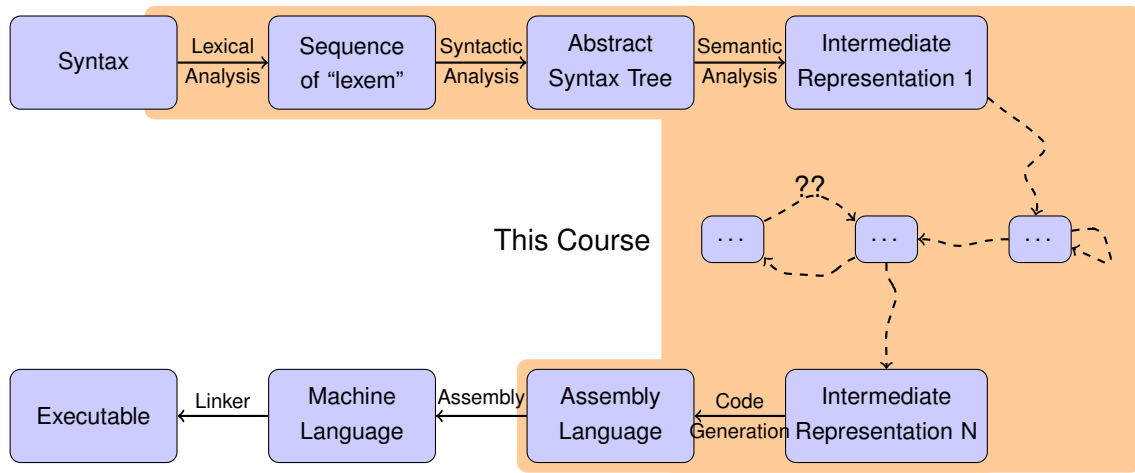 Syntax
Lexical
Analysis
Sequence
of “lexem”
Syntactic
Analysis
Abstract
Syntax Tree
Semantic
Analysis
Intermediate
Representation 1
??
...
...
...
This Course
Executable
Linker
Machine
Language
Assembly
Assembly
Language
Code
Generation
Intermediate
Representation N